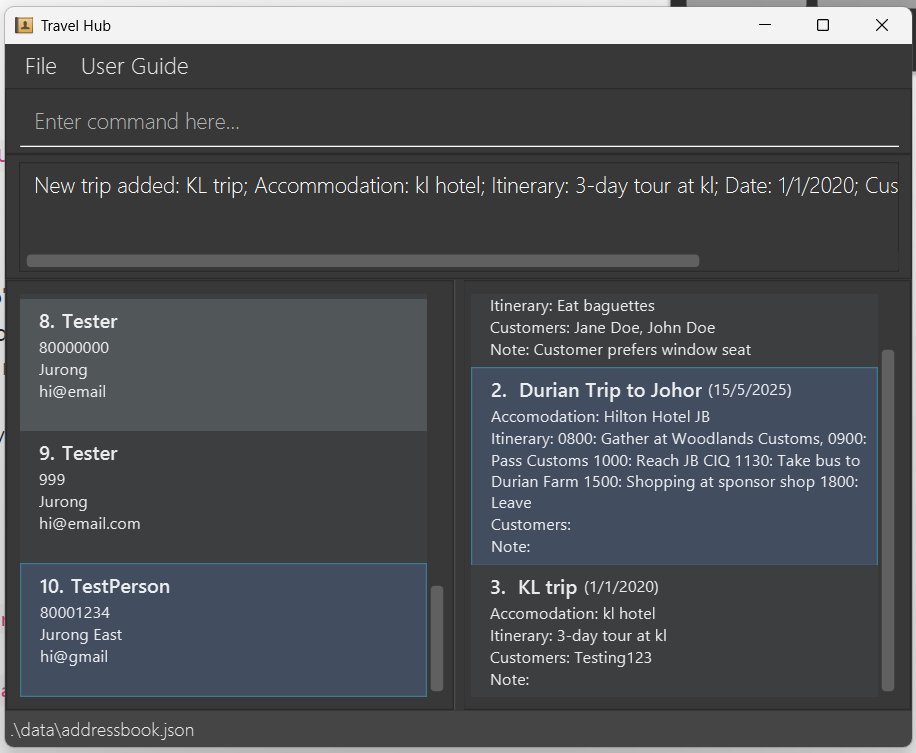 Travel Hub
File User Guide
Enter command here...
New trip added: KL trip; Accommodation: kl hotel; Itinerary: 3-day tour at kl; Date: 1/1/2020; Cus
8. Tester
80000000
Jurong
hi@email
9. Tester
999
Jurong
hi@email.com
10. TestPerson
80001234
Jurong East
hi@gmail
Itinerary: Eat baguettes
Customers: Jane Doe, John Doe
Note: Customer prefers window seat
2. Durian Trip to Johor (15/5/2025)
Accomodation: Hilton Hotel JB
Itinerary: 0800: Gather at Woodlands Customs, 0900:
Pass Customs 1000: Reach JB CIQ 1130: Take bus to
Durian Farm 1500: Shopping at sponsor shop 1800:
Leave
Customers:
Note:
3. KL trip (1/1/2020)
Accomodation: kl hotel
Itinerary: 3-day tour at kl
Customers: Testing123
Note:
.\data\addressbook.json